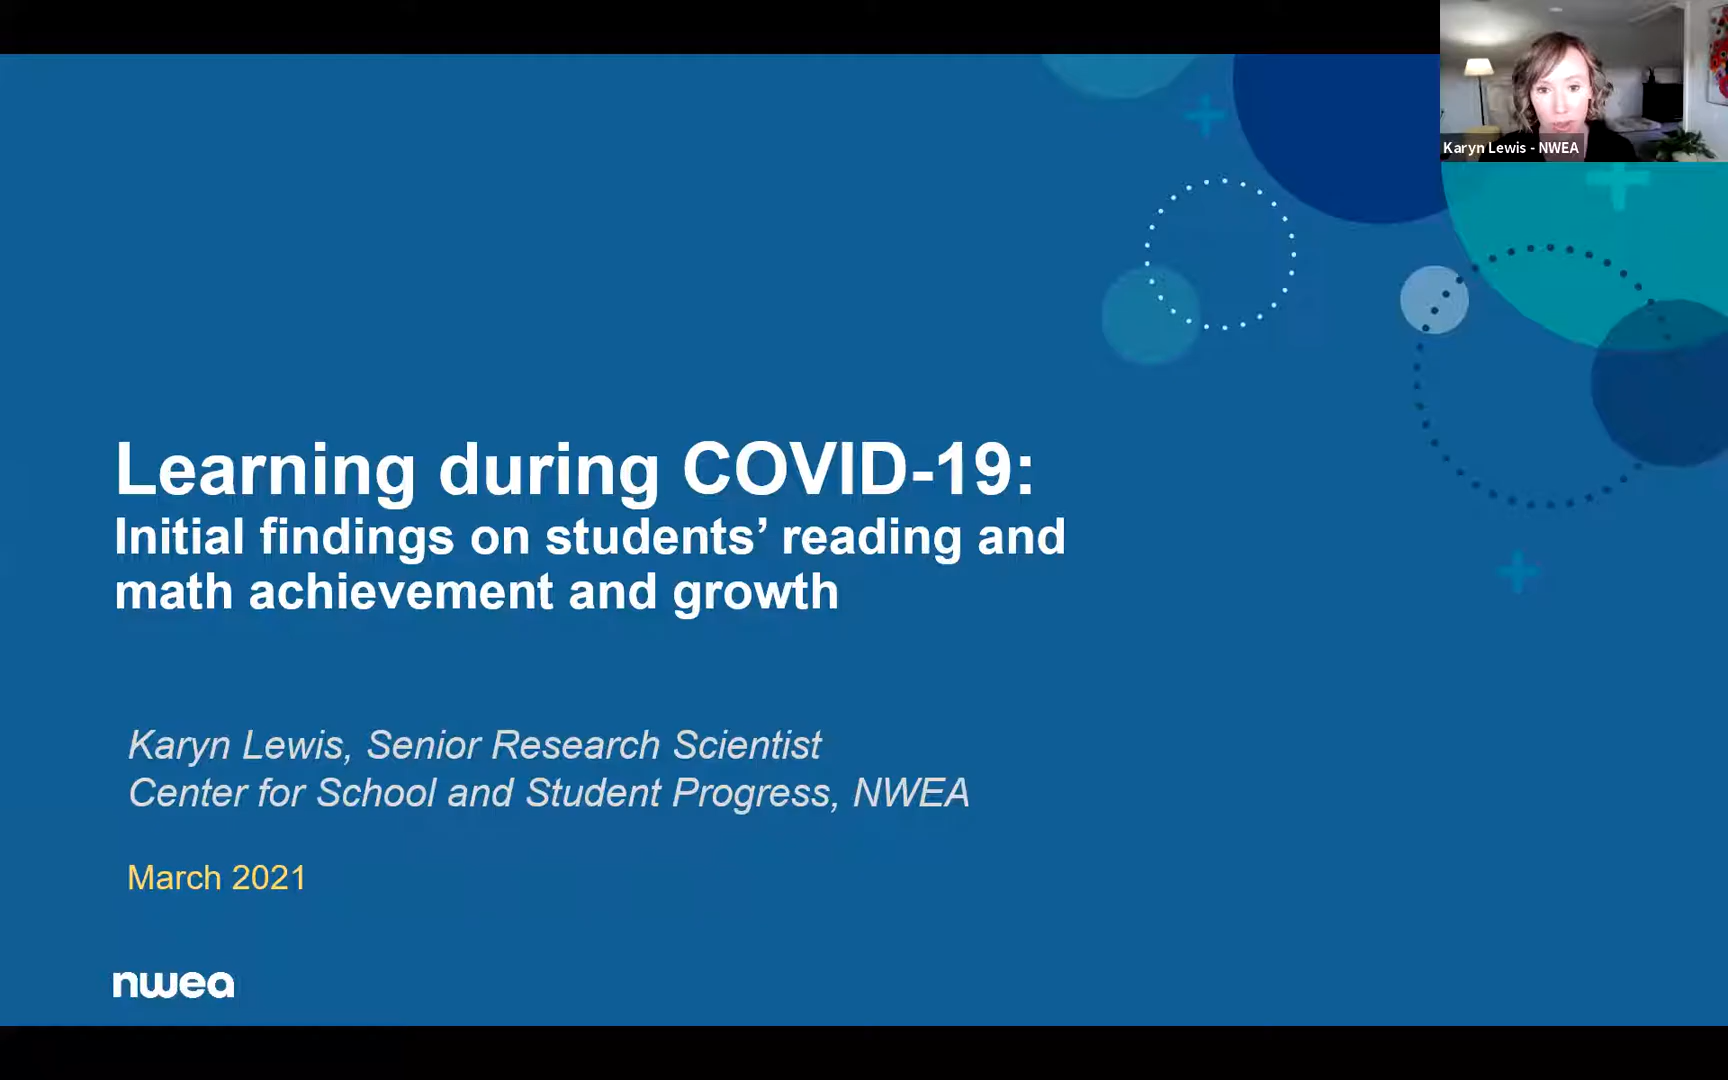 Karyn Lewis - NWEA
Learning during COVID-19:
Initial findings on students’ reading and
math achievement and growth
Karyn Lewis, Senior Research Scientist
Center for School and Student Progress, NWEA
March 2021
nwea